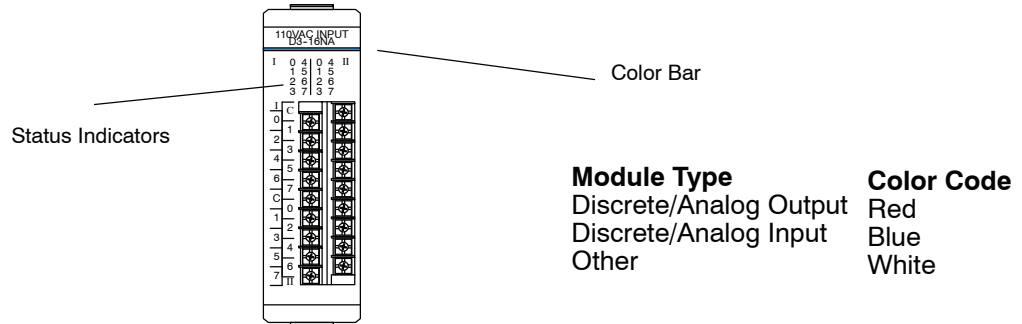 110VAC INPUT
D3-16NA
I 0 4 0 4 II
1 5 1 5
2 6 2 6
3 7 3 7
Color Bar
Status Indicators
I
C
0
1
2
3
4
5
6
7
C
0
1
2
3
4
5
6
7
II
Module Type Color Code
Discrete/Analog Output Red
Discrete/Analog Input Blue
Other White